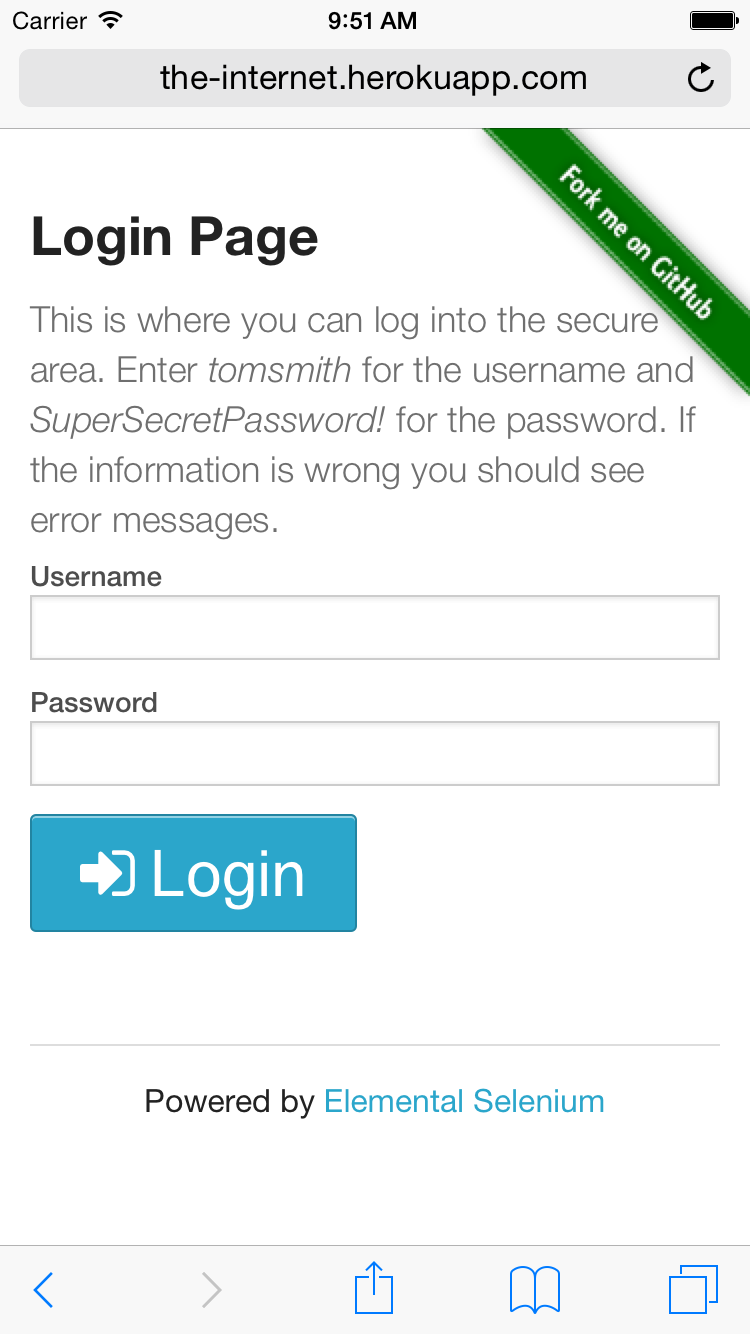 Carrier 9:51 AM
the-internet.herokuapp.com
Fork me on GitHub
Login Page
This is where you can log into the secure
area. Enter tomsmith for the username and
SuperSecretPassword! for the password. If
the information is wrong you should see
error messages.
Username
Password
Login
Powered by Elemental Selenium